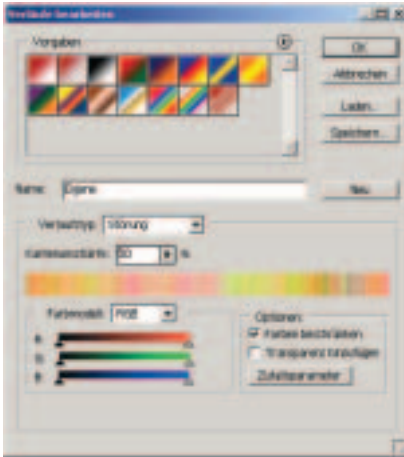 Verläufe bearbeiten
Vorgaben
OK
Abbrechen
Laden...
Speichern...
Name: Eigene
Neu
Verlaufstyp: Störung
Kantenunschärfe: 50 %
Farbmodell: RGB
R:
G:
B:
Optionen:
Farben beschränken
Transparenz hinzufügen
Zufallsparameter